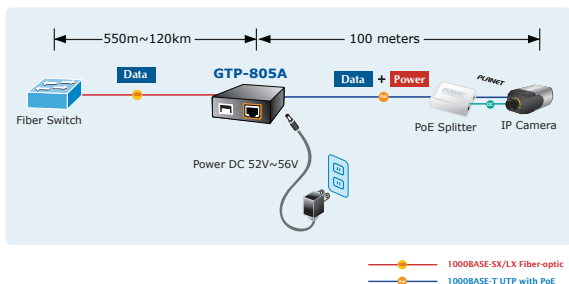 550m~120km
100 meters
Data
GTP-805A
Data + Power
PLANET
Fiber Switch
PoE Splitter
IP Camera
Power DC 52V~56V
1000BASE-SX/LX Fiber-optic
1000BASE-T UTP with PoE